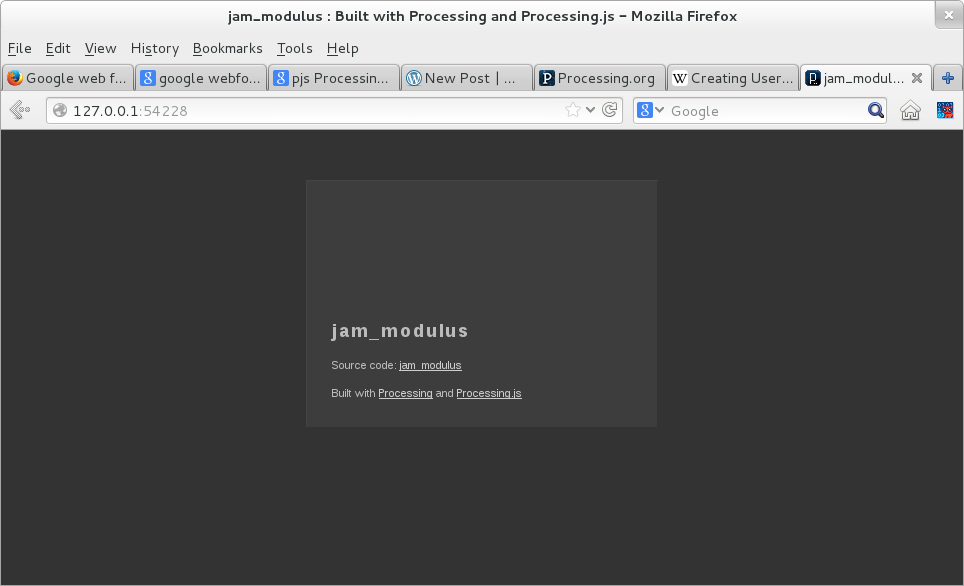 jam_modulus : Built with Processing and Processing.js – Mozilla Firefox
File Edit View History Bookmarks Tools Help
Google web f... google webfo... pjs Processin... New Post | ... Processing.org Creating User... jam_modul...
127.0.0.1:54228 Google
jam_modulus
Source code: jam_modulus
Built with Processing and Processing.js